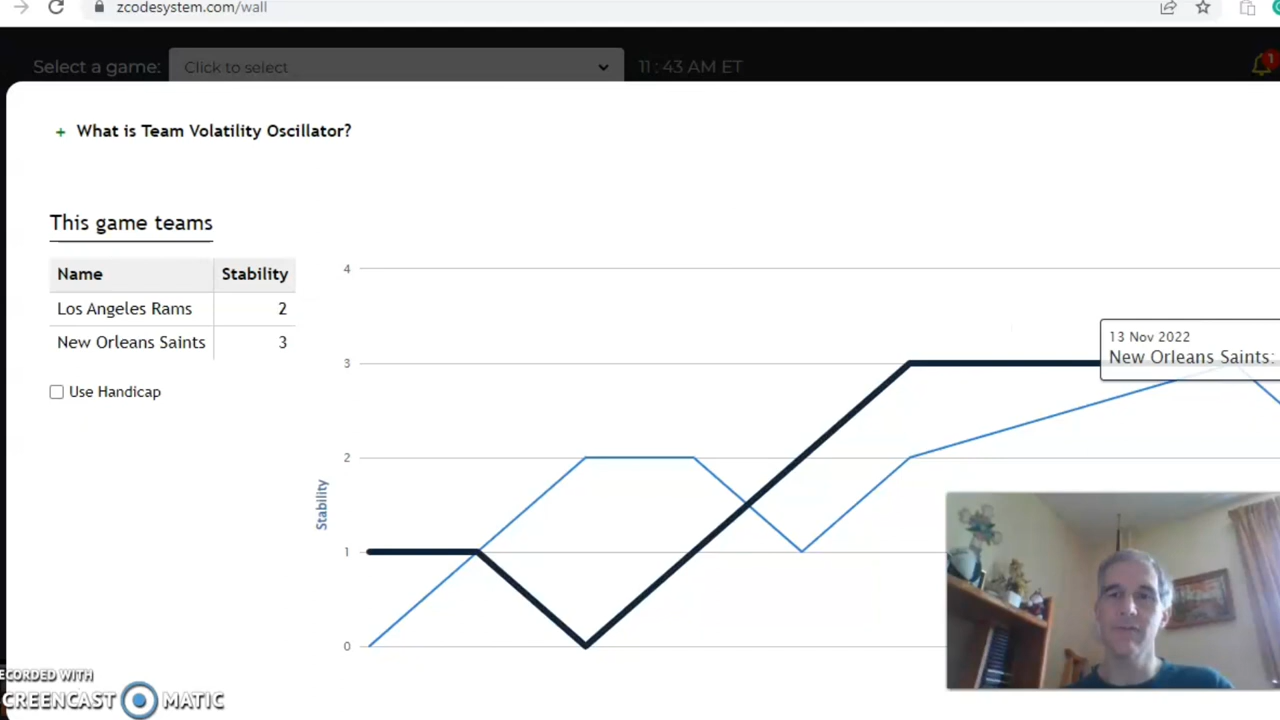 zcodesystem.com/wall
Select a game: Click to select 11:43 AM ET
1
+ What is Team Volatility Oscillator?
This game teams
Name Stability
Los Angeles Rams 2
New Orleans Saints 3
Use Handicap
Stability
4
3
2
1
0
13 Nov 2022
New Orleans Saints:
RECORDED WITH
SCREENCAST MATIC